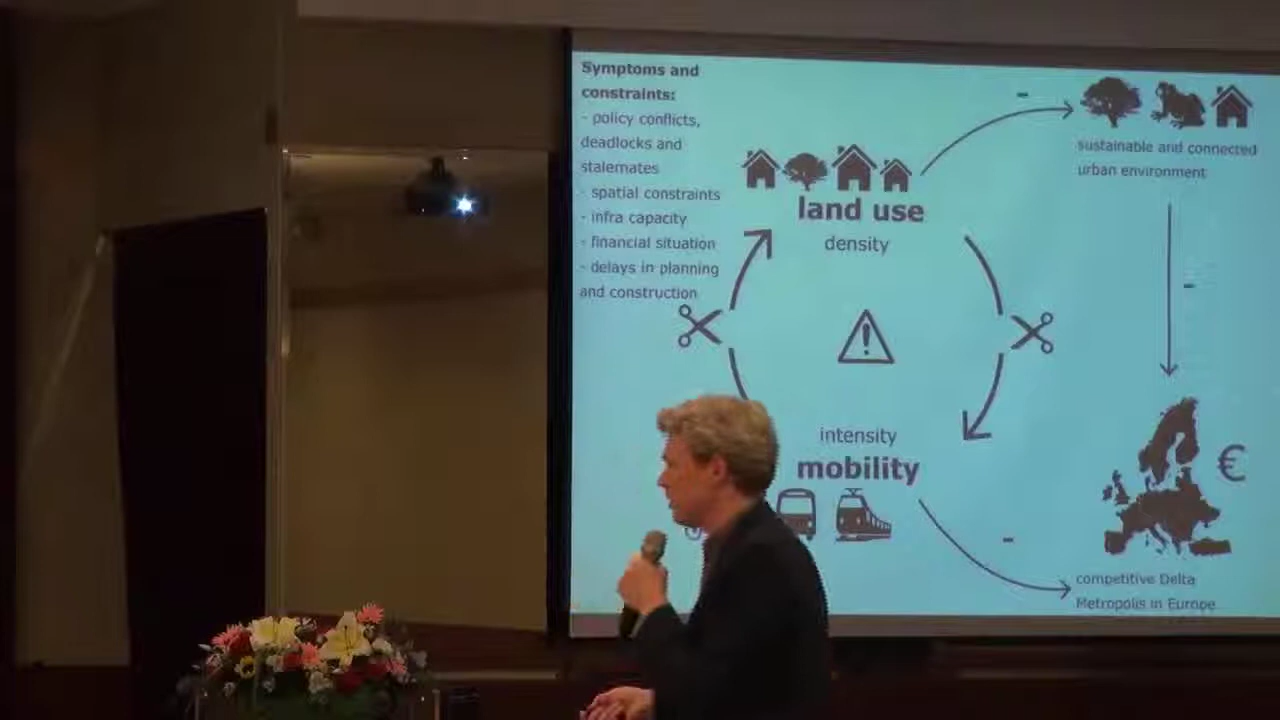 Symptoms and
constraints:
- policy conflicts,
deadlocks and
stalemates
- spatial constraints
- infra capacity
- financial situation
- delays in planning
and construction
land use
density
intensity
mobility
-
sustainable and connected
urban environment
-
€
-
competitive Delta
Metropolis in Europe